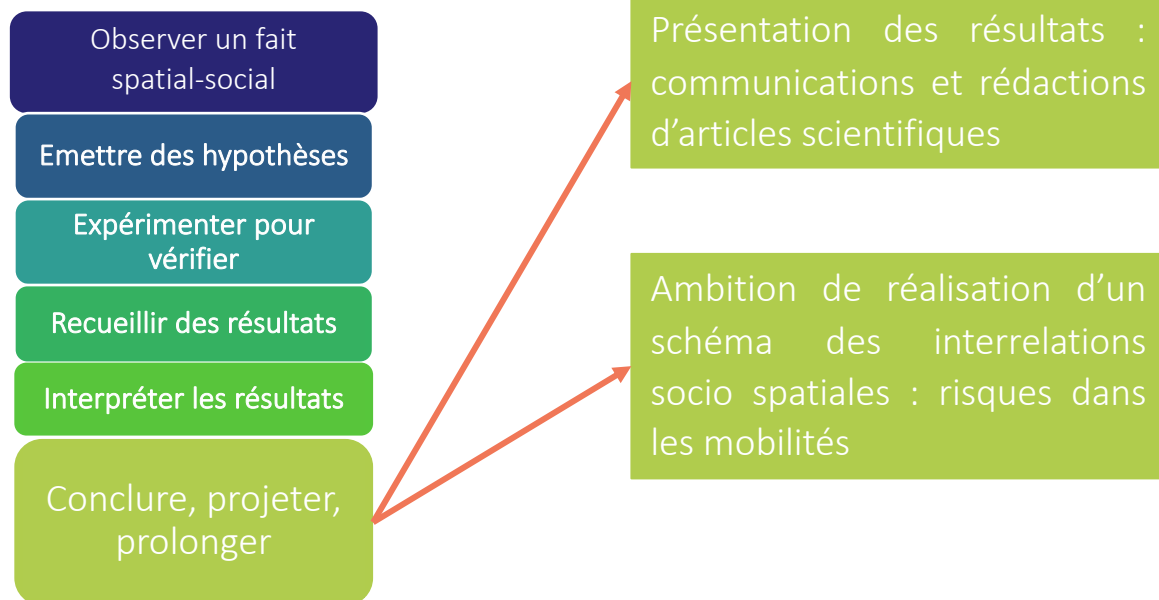 Observer un fait
spatial-social
Emettre des hypothèses
Expérimenter pour
vérifier
Recueillir des résultats
Interpréter les résultats
Conclure, projeter,
prolonger
Présentation des résultats :
communications et rédactions
d’articles scientifiques
Ambition de réalisation d’un
schéma des interrelations
socio spatiales : risques dans
les mobilités